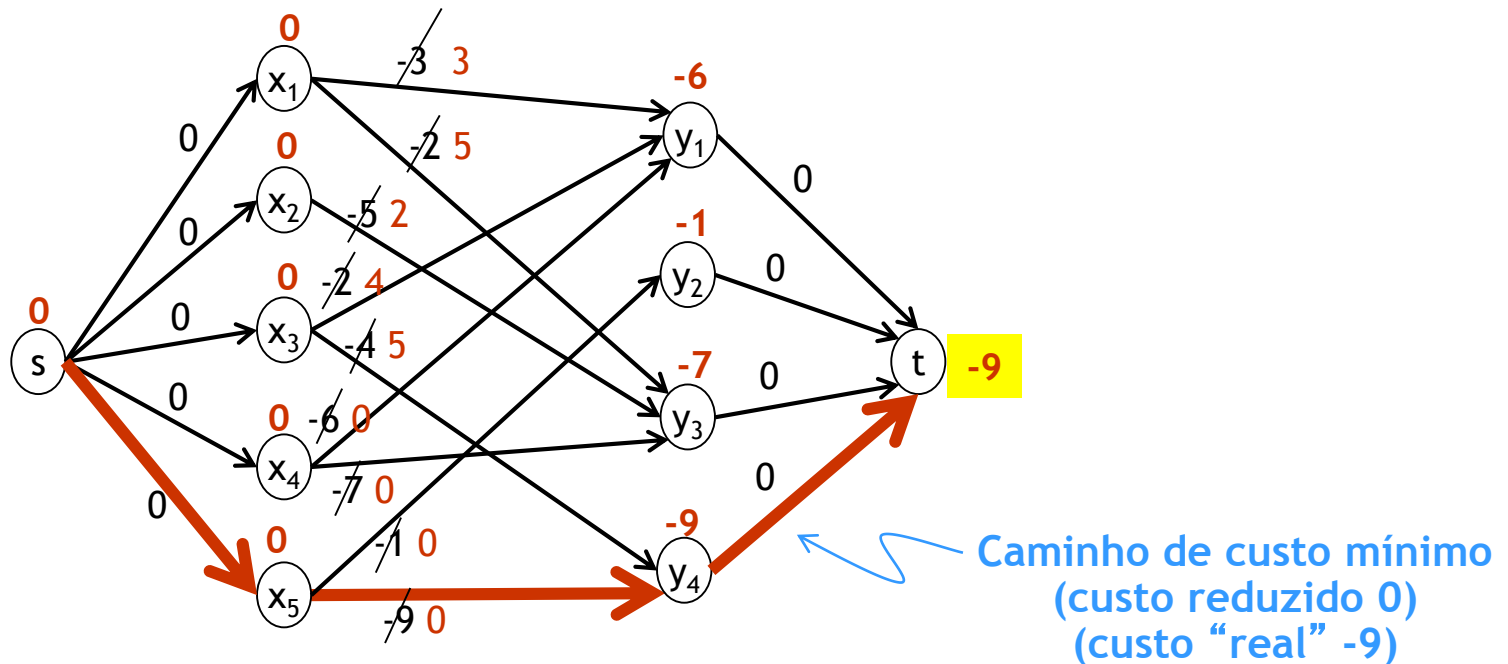 0
-3 3
-6
x1
y1
0
-2 5
0
0
x2
-5 2
0
-1
0
-2 4
y2
0
0
0
x3
-4 5
s
t
-9
-7
0
0
0
-6 0
y3
x4
-7 0
0
0
0
-1 0
-9
x5
y4
-9 0
Caminho de custo mínimo
(custo reduzido 0)
(custo “real” -9)